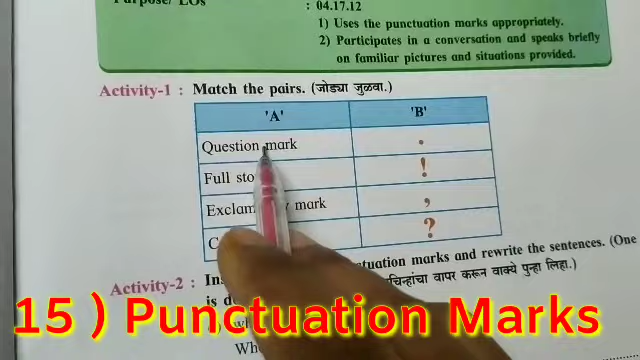 Purpose/ LOs : 04.17.12
1) Uses the punctuation marks appropriately.
2) Participates in a conversation and speaks briefly
on familiar pictures and situations provided.
Activity-1 : Match the pairs. (जोड्या जुळवा.)
'A' 'B'
Question mark .
Full sto !
Exclam y mark ,
C ?
Activity-2 : Ins tuation marks and rewrite the sentences. (One
is d चिन्हांचा वापर करून वाक्ये पुन्हा लिहा.)
15 ) Punctuation Marks
Whe